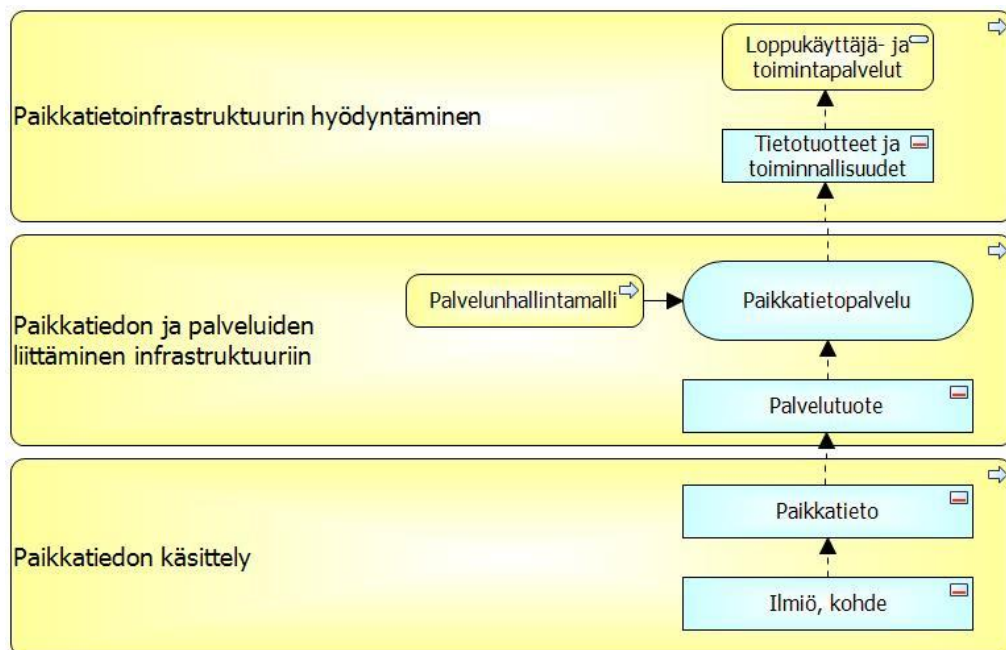 Loppukäyttäjä- ja
toimintapalvelut
Paikkatietoinfrastruktuurin hyödyntäminen
Tietotuotteet ja
toiminnallisuudet
Palvelunhallintamalli
Paikkatietopalvelu
Paikkatiedon ja palveluiden
liittäminen infrastruktuuriin
Palvelutuote
Paikkatieto
Paikkatiedon käsittely
Ilmiö, kohde